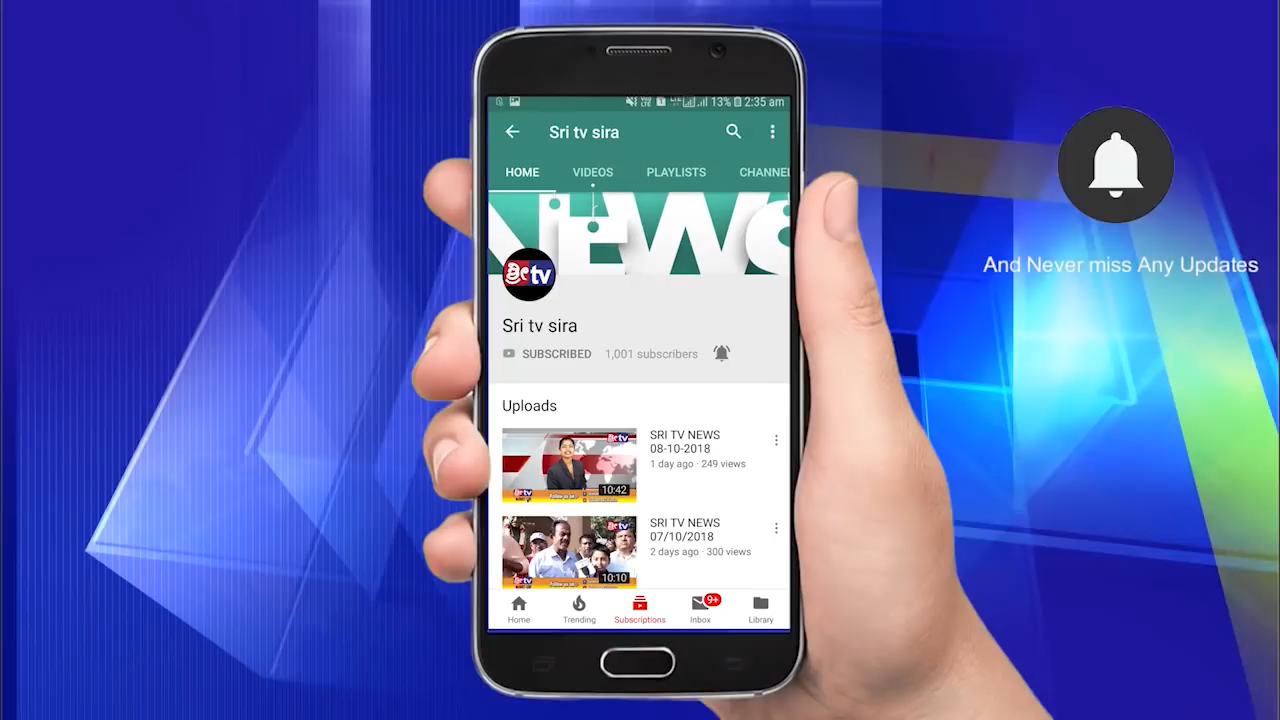 13% 2:35 am
Sri tv sira
HOME VIDEOS PLAYLISTS CHANNEL
NEWS
ಶ್ರೀ tv
Sri tv sira
SUBSCRIBED 1,001 subscribers
Uploads
SRI TV NEWS
08-10-2018
1 day ago · 249 views
10:42
SRI TV NEWS
07/10/2018
2 days ago · 300 views
10:10
Home Trending Subscriptions Inbox 9+ Library
And Never miss Any Updates